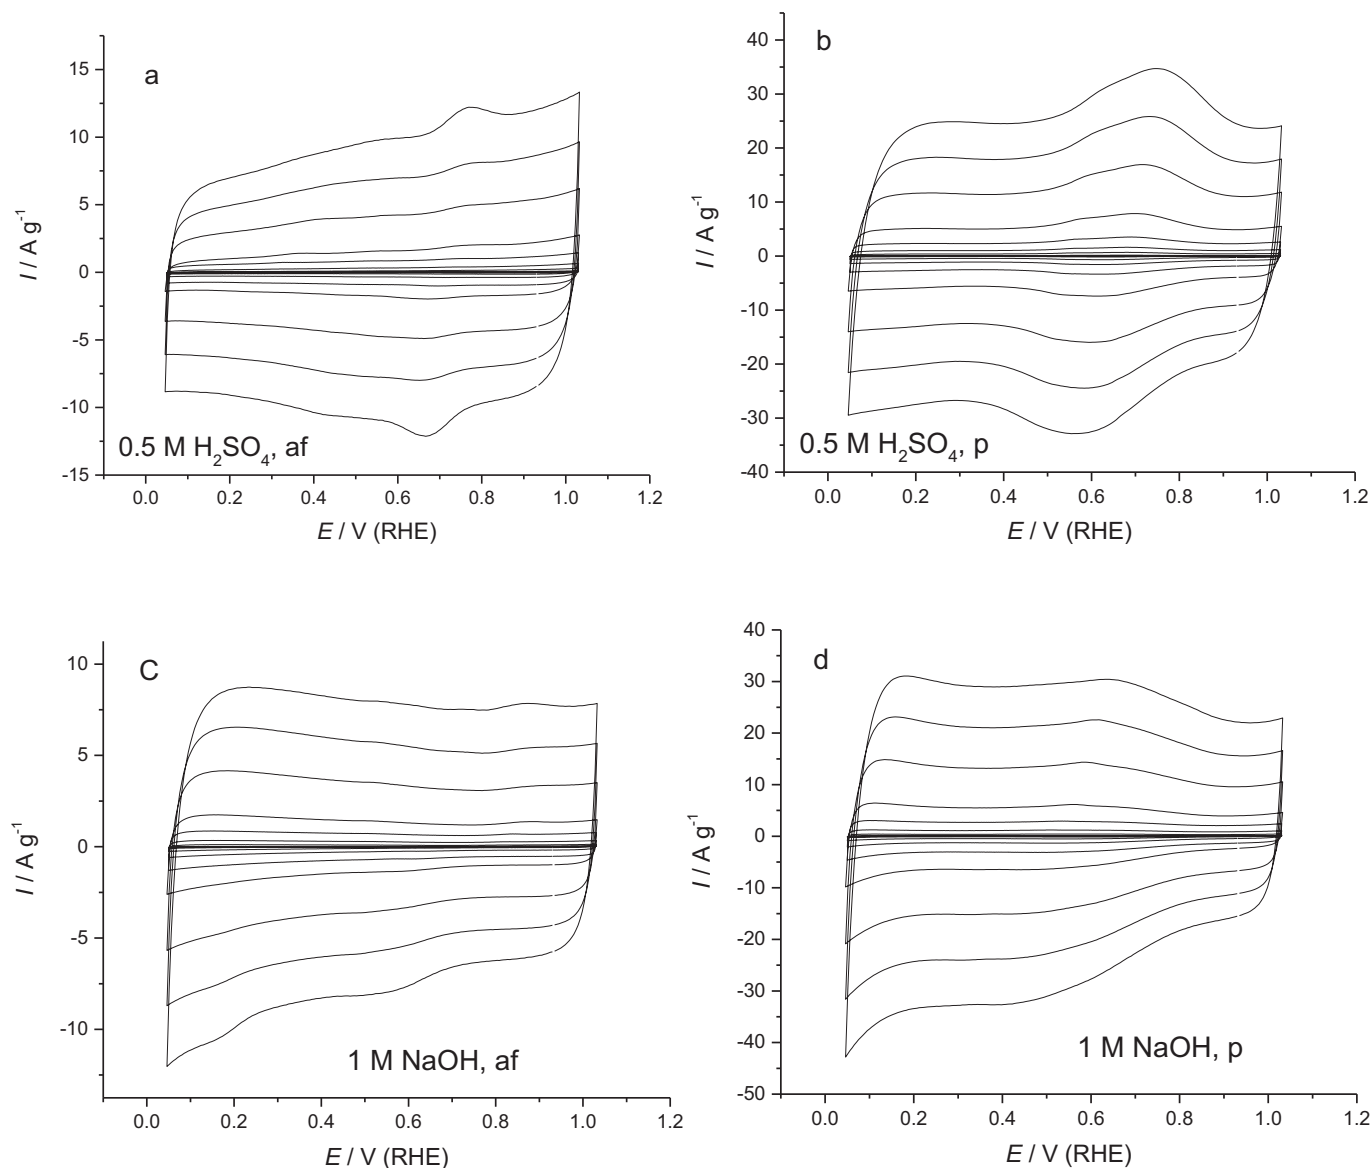 a
15
10
5
0
-5
-10
-15
I / A g⁻¹
0.5 M H₂SO₄, af
0.0 0.2 0.4 0.6 0.8 1.0 1.2
E / V (RHE)
b
40
30
20
10
0
-10
-20
-30
-40
I / A g⁻¹
0.5 M H₂SO₄, p
0.0 0.2 0.4 0.6 0.8 1.0 1.2
E / V (RHE)
C
10
5
0
-5
-10
I / A g⁻¹
1 M NaOH, af
0.0 0.2 0.4 0.6 0.8 1.0 1.2
E / V (RHE)
d
40
30
20
10
0
-10
-20
-30
-40
-50
I / A g⁻¹
1 M NaOH, p
0.0 0.2 0.4 0.6 0.8 1.0 1.2
E / V (RHE)